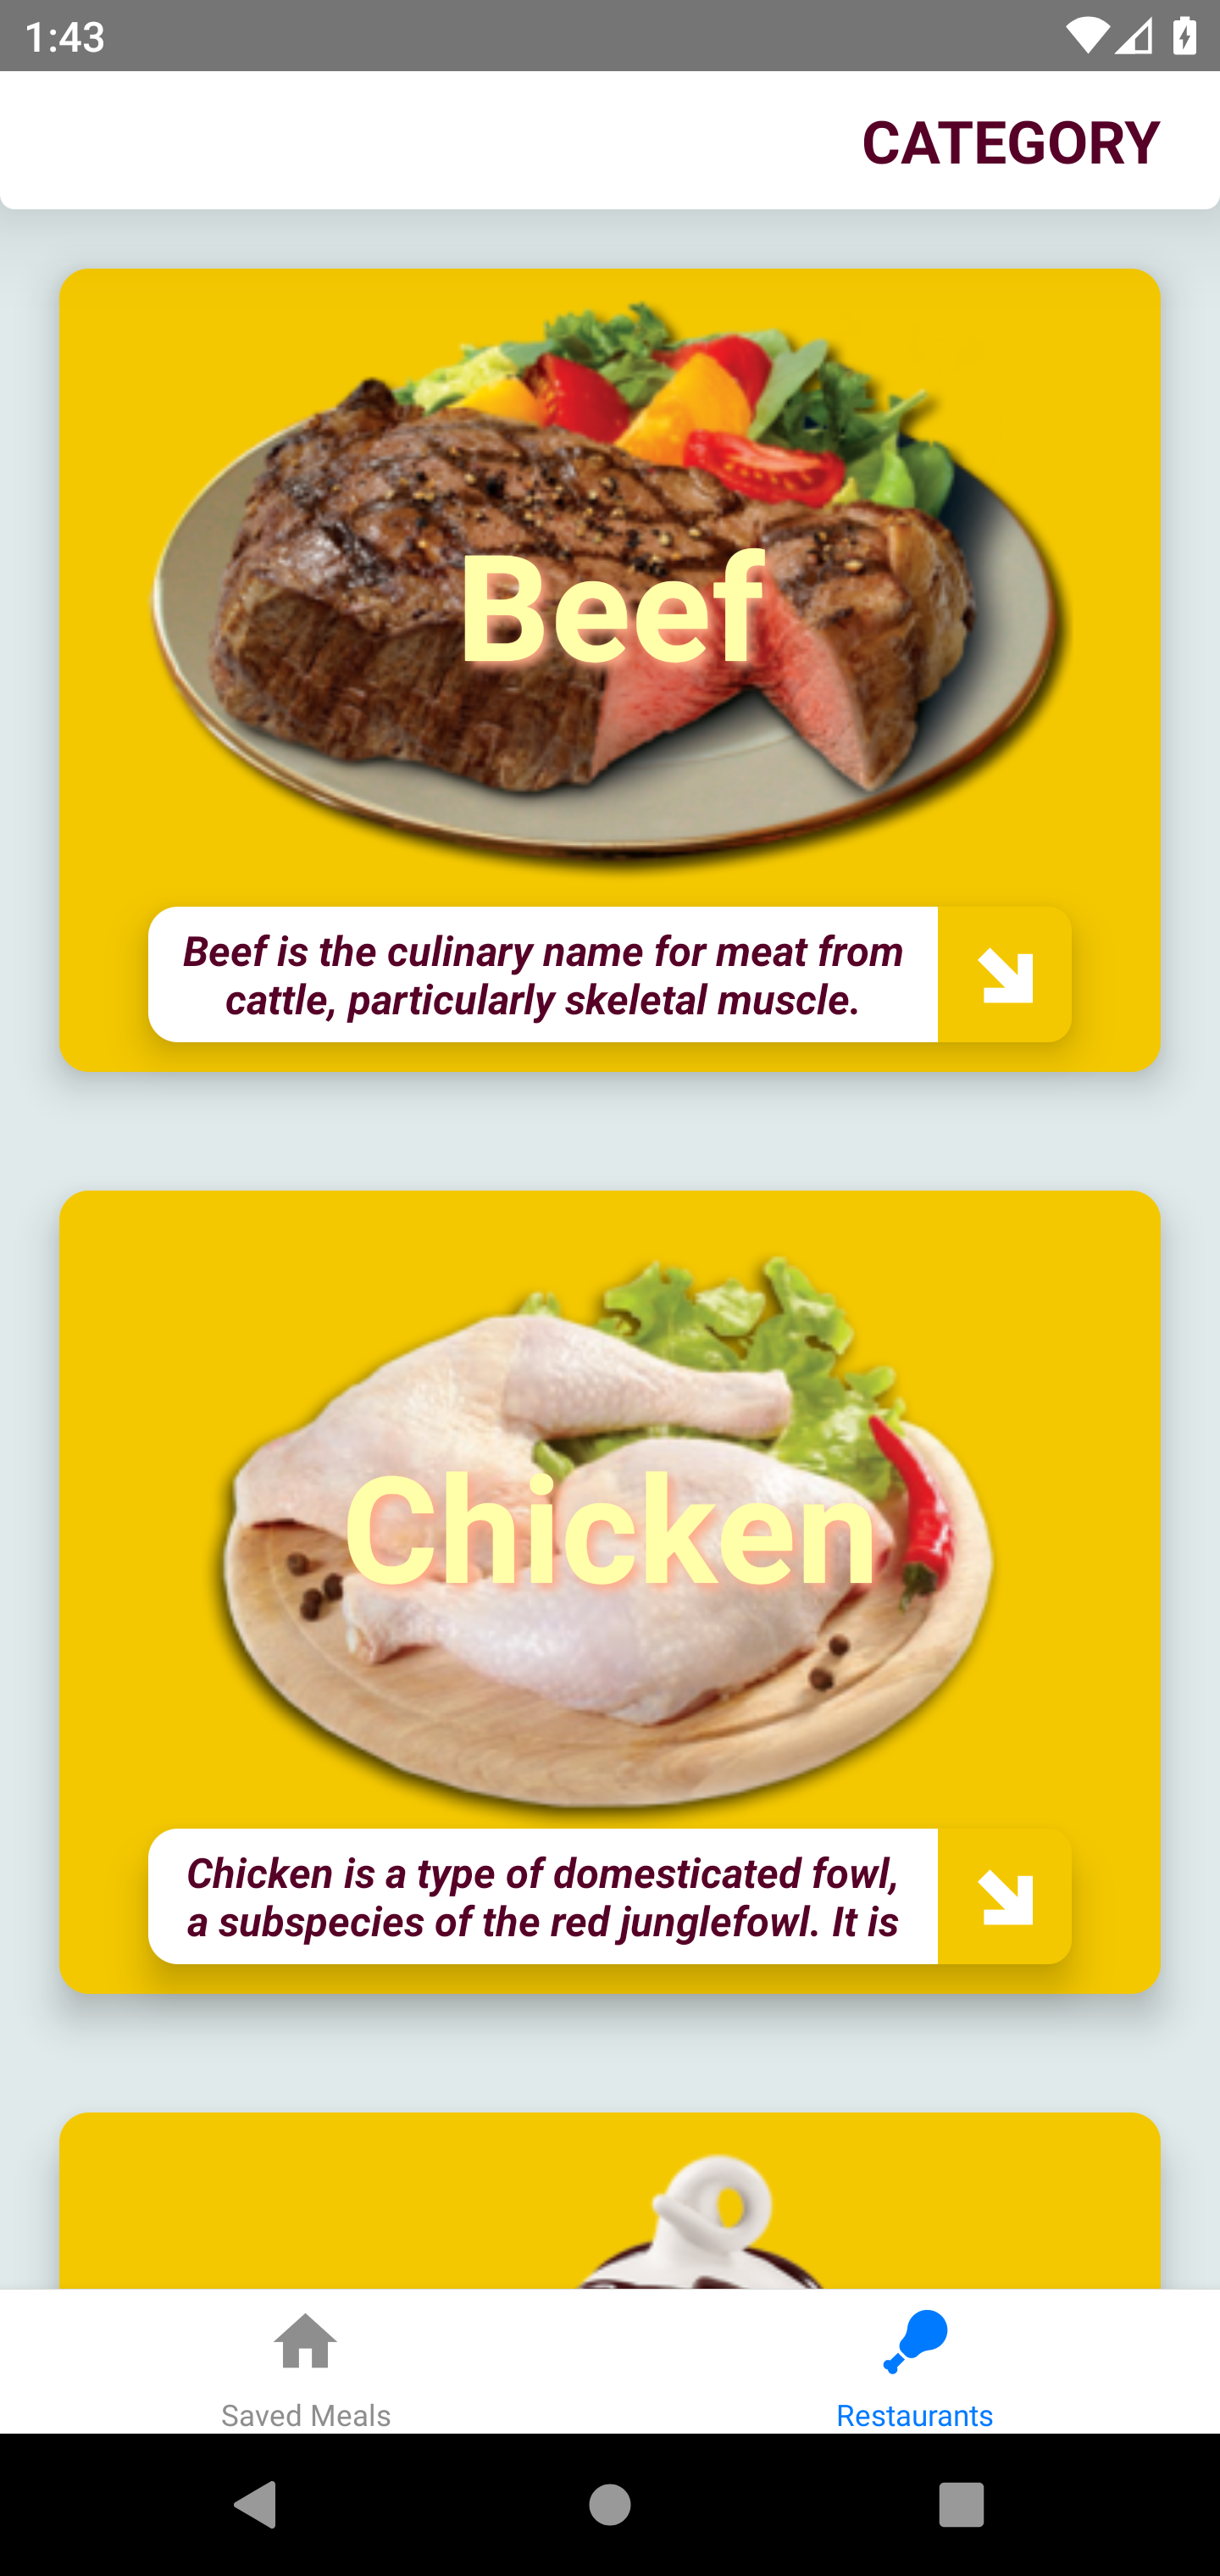 1:43
CATEGORY
Beef
Beef is the culinary name for meat from
cattle, particularly skeletal muscle.
Chicken
Chicken is a type of domesticated fowl,
a subspecies of the red junglefowl. It is
Saved Meals
Restaurants